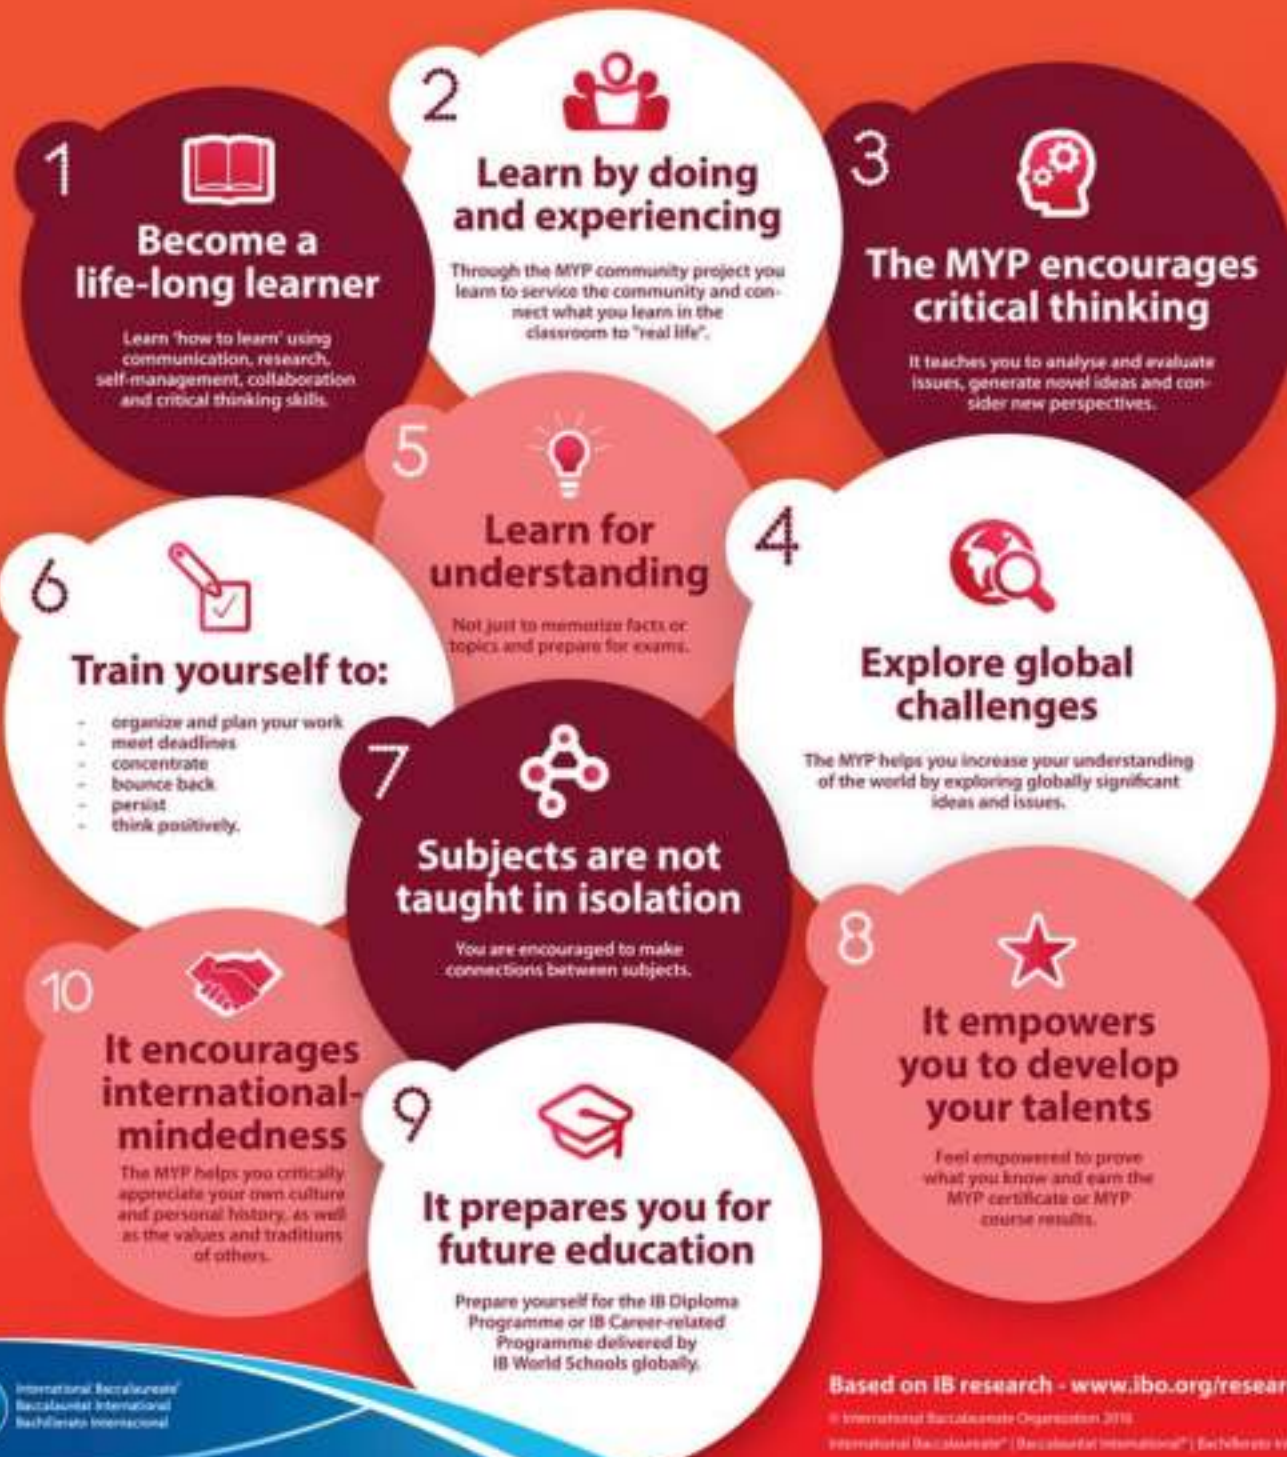 1
Become a
life-long learner
Learn 'how to learn' using
communication, research,
self-management, collaboration
and critical thinking skills.
2
Learn by doing
and experiencing
Through the MYP community project you
learn to service the community and con-
nect what you learn in the
classroom to "real life".
3
The MYP encourages
critical thinking
It teaches you to analyse and evaluate
issues, generate novel ideas and con-
sider new perspectives.
4
Explore global
challenges
The MYP helps you increase your understanding
of the world by exploring globally significant
ideas and issues.
5
Learn for
understanding
Not just to memorize facts or
topics and prepare for exams.
6
Train yourself to:
- organize and plan your work
- meet deadlines
- concentrate
- bounce back
- persist
- think positively.
7
Subjects are not
taught in isolation
You are encouraged to make
connections between subjects.
8
It empowers
you to develop
your talents
Feel empowered to prove
what you know and earn the
MYP certificate or MYP
course results.
9
It prepares you for
future education
Prepare yourself for the IB Diploma
Programme or IB Career-related
Programme delivered by
IB World Schools globally.
10
It encourages
international-
mindedness
The MYP helps you critically
appreciate your own culture
and personal history, as well
as the values and traditions
of others.
International Baccalaureate®
Baccalauréat International
Bachillerato Internacional
Based on IB research - www.ibo.org/resear
© International Baccalaureate Organization
International Baccalaureate® | Baccalauréat International® | Bachillerato